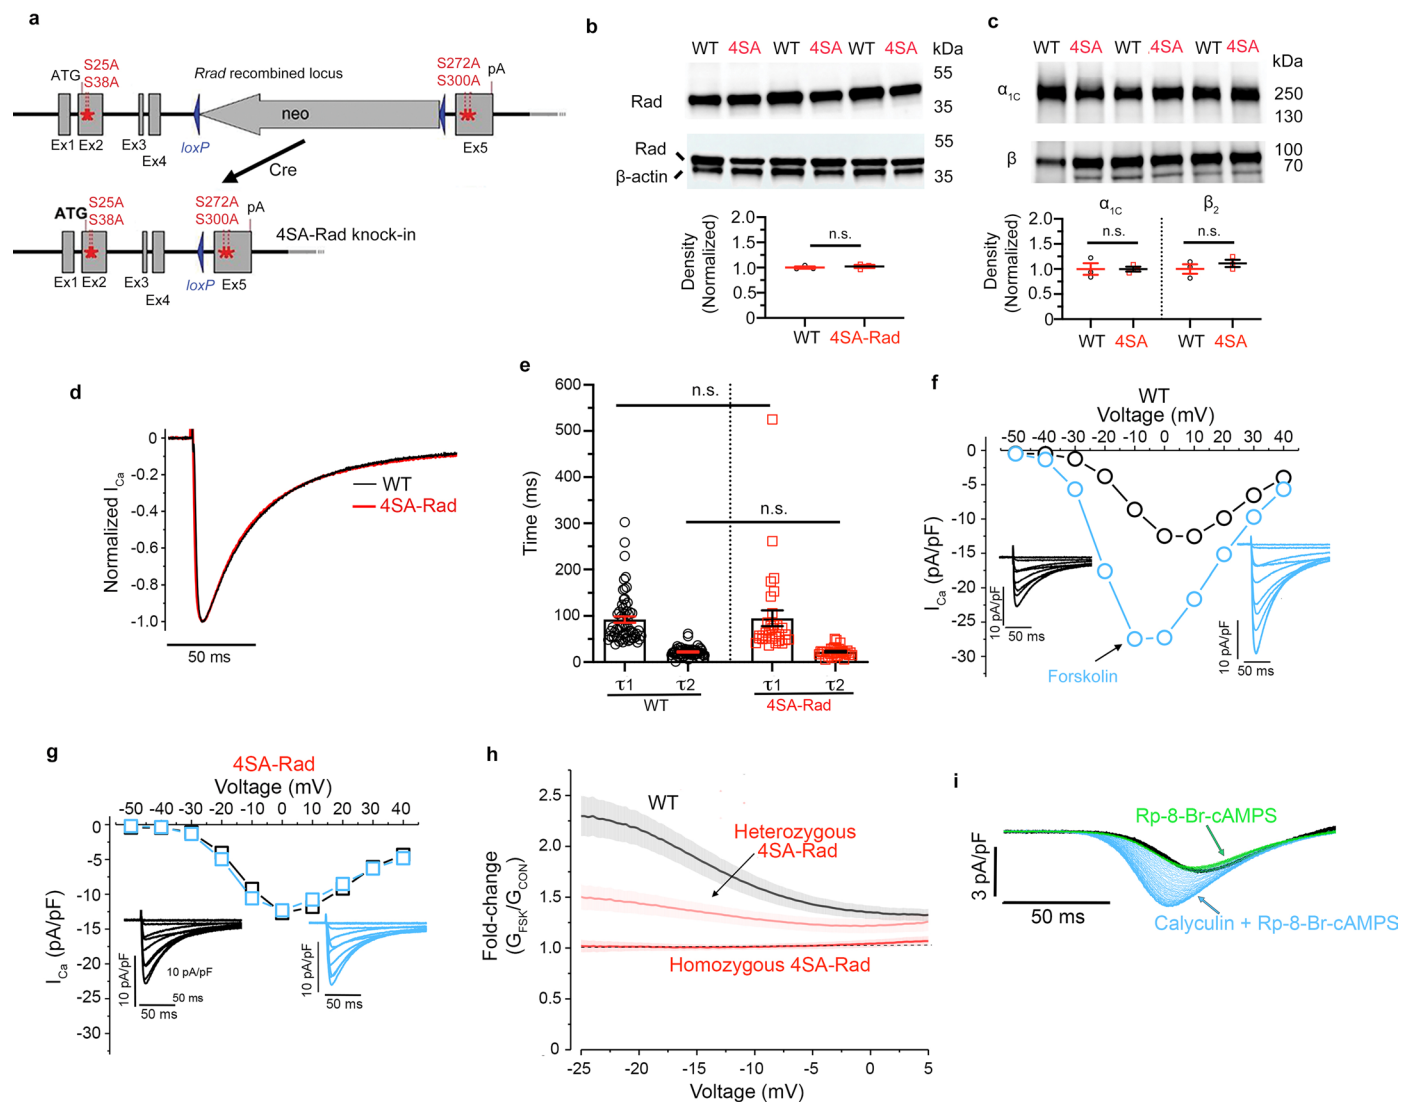 a
Rrad recombined locus
ATG
S25A
S38A
S272A
S300A
pA
neo
Ex1
Ex2
Ex3
Ex4
loxP
Ex5
Cre
ATG
S25A
S38A
S272A
S300A
pA
4SA-Rad knock-in
Ex1
Ex2
Ex3
Ex4
loxP
Ex5
b
WT 4SA WT 4SA WT 4SA kDa
Rad
55
35
Rad
β-actin
55
35
Density
(Normalized)
2.0
1.5
1.0
0.5
0
n.s.
WT 4SA-Rad
c
WT 4SA WT 4SA WT 4SA
kDa
α1C
250
130
β
100
70
Density
(Normalized)
2.0
1.5
1.0
0.5
0
α1C
β2
n.s.
n.s.
WT 4SA WT 4SA
d
Normalized ICa
0
-0.2
-0.4
-0.6
-0.8
-1.0
WT
4SA-Rad
50 ms
e
Time (ms)
600
500
400
300
200
100
0
n.s.
n.s.
τ1 τ2 τ1 τ2
WT
4SA-Rad
f
WT
Voltage (mV)
-50 -40 -30 -20 -10 0 10 20 30 40
ICa (pA/pF)
0
-5
-10
-15
-20
-25
-30
10 pA/pF
50 ms
10 pA/pF
50 ms
Forskolin
g
4SA-Rad
Voltage (mV)
-50 -40 -30 -20 -10 0 10 20 30 40
ICa (pA/pF)
0
-5
-10
-15
-20
-25
-30
10 pA/pF
10 pA/pF
50 ms
50 ms
10 pA/pF
50 ms
h
Fold-change
(GFSK/GCON)
2.5
2.0
1.5
1.0
0.5
0
WT
Heterozygous
4SA-Rad
Homozygous 4SA-Rad
-25 -20 -15 -10 -5 0 5
Voltage (mV)
i
Rp-8-Br-cAMPS
3 pA/pF
50 ms
Calyculin + Rp-8-Br-cAMPS